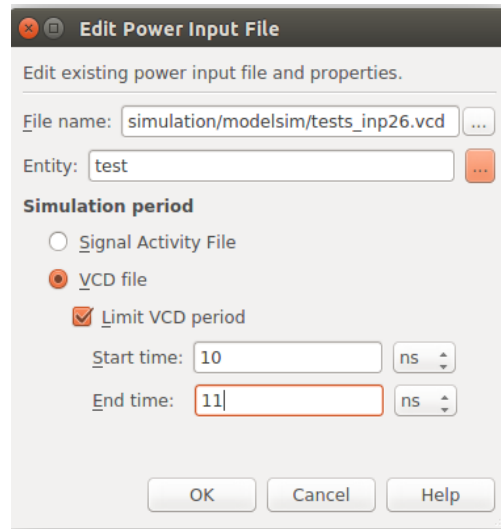 Edit Power Input File
Edit existing power input file and properties.
File name: simulation/modelsim/tests_inp26.vcd ...
Entity: test ...
Simulation period
Signal Activity File
VCD file
Limit VCD period
Start time: 10 ns
End time: 11 ns
OK Cancel Help